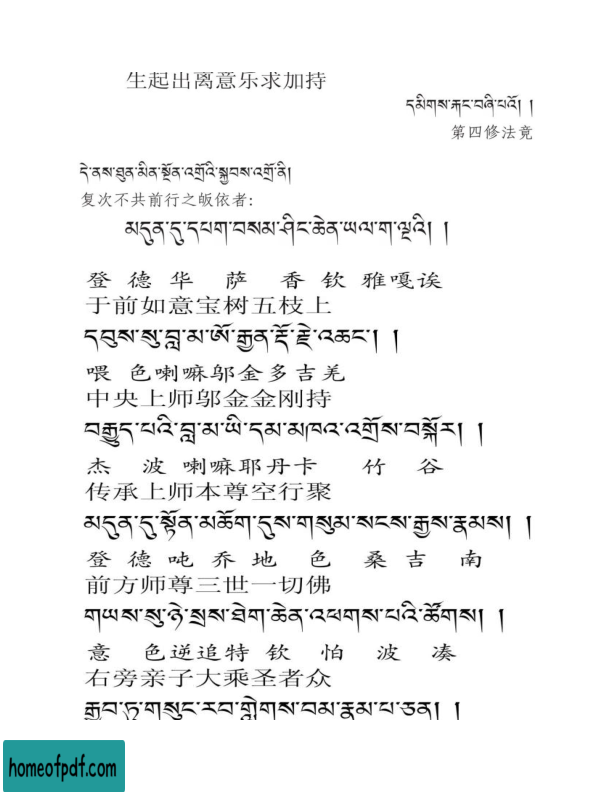 生起出离意乐求加持
དམིགས་རྐང་བཞི་པའོ། །
第四修法竟
དེ་ནས་ཐུན་མིན་སྔོན་འགྲོའི་སྐྱབས་འགྲོ་ནི།
复次不共前行之皈依者:
མདུན་དུ་དཔག་བསམ་ཤིང་ཆེན་ཡལ་ག་ལྔའི། །
登 德 华 萨 香 钦 雅嘎诶
于前如意宝树五枝上
དབུས་སུ་བླ་མ་ཨོ་རྒྱན་རྡོ་རྗེ་འཆང་། །
喂 色喇嘛邬金多吉羌
中央上师邬金金刚持
བརྒྱུད་པའི་བླ་མ་ཡི་དམ་མཁའ་འགྲོས་བསྐོར། །
杰 波 喇嘛耶丹卡 竹 谷
传承上师本尊空行聚
མདུན་དུ་སྟོན་མཆོག་དུས་གསུམ་སངས་རྒྱས་རྣམས། །
登 德 吨 乔 地 色 桑 吉 南
前方师尊三世一切佛
གཡས་སུ་ཉེ་སྲས་ཐེག་ཆེན་འཕགས་པའི་ཚོགས། །
意 色逆追特 钦 怕 波 凑
右旁亲子大乘圣者众
རྒྱབ་ཏུ་གསུང་རབ་གླེགས་བམ་རྣམ་པ་ཅན། །
homeofpdf.com